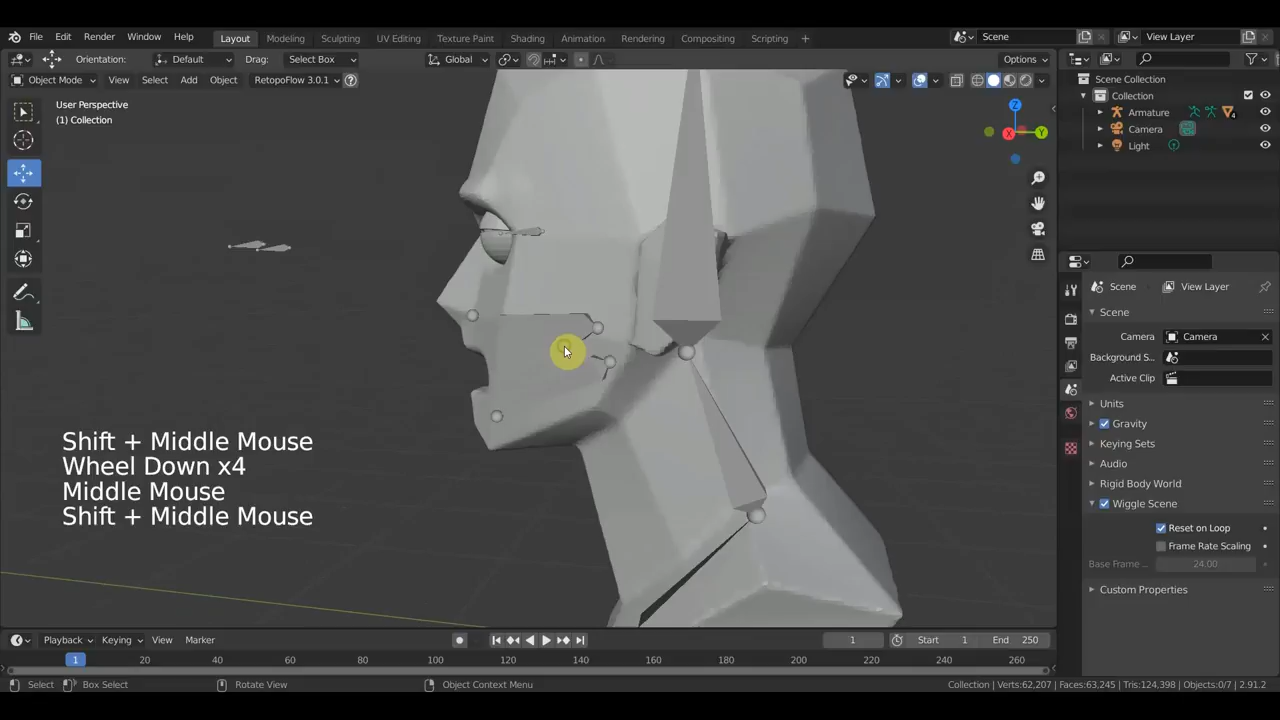 File Edit Render Window Help Layout Modeling Sculpting UV Editing Texture Paint Shading Animation Rendering Compositing Scripting + Scene View Layer
Orientation: Default Drag: Select Box Global Options
Object Mode View Select Add Object RetopoFlow 3.0.1
User Perspective
(1) Collection
Z
X
Y
Scene Collection
Collection
Armature
4
Camera
Light
Scene View Layer
Scene
Camera Camera
Background S...
Active Clip
Units
Gravity
Keying Sets
Audio
Rigid Body World
Wiggle Scene
Reset on Loop
Frame Rate Scaling
Base Frame ... 24.00
Custom Properties
Shift + Middle Mouse
Wheel Down x4
Middle Mouse
Shift + Middle Mouse
Playback Keying View Marker 1 Start 1 End 250
1 20 40 60 80 100 120 140 160 180 200 220 240 260
Select Box Select Rotate View Object Context Menu Collection | Verts:62,207 | Faces:63,245 | Tris:124,398 | Objects:0/7 | 2.91.2